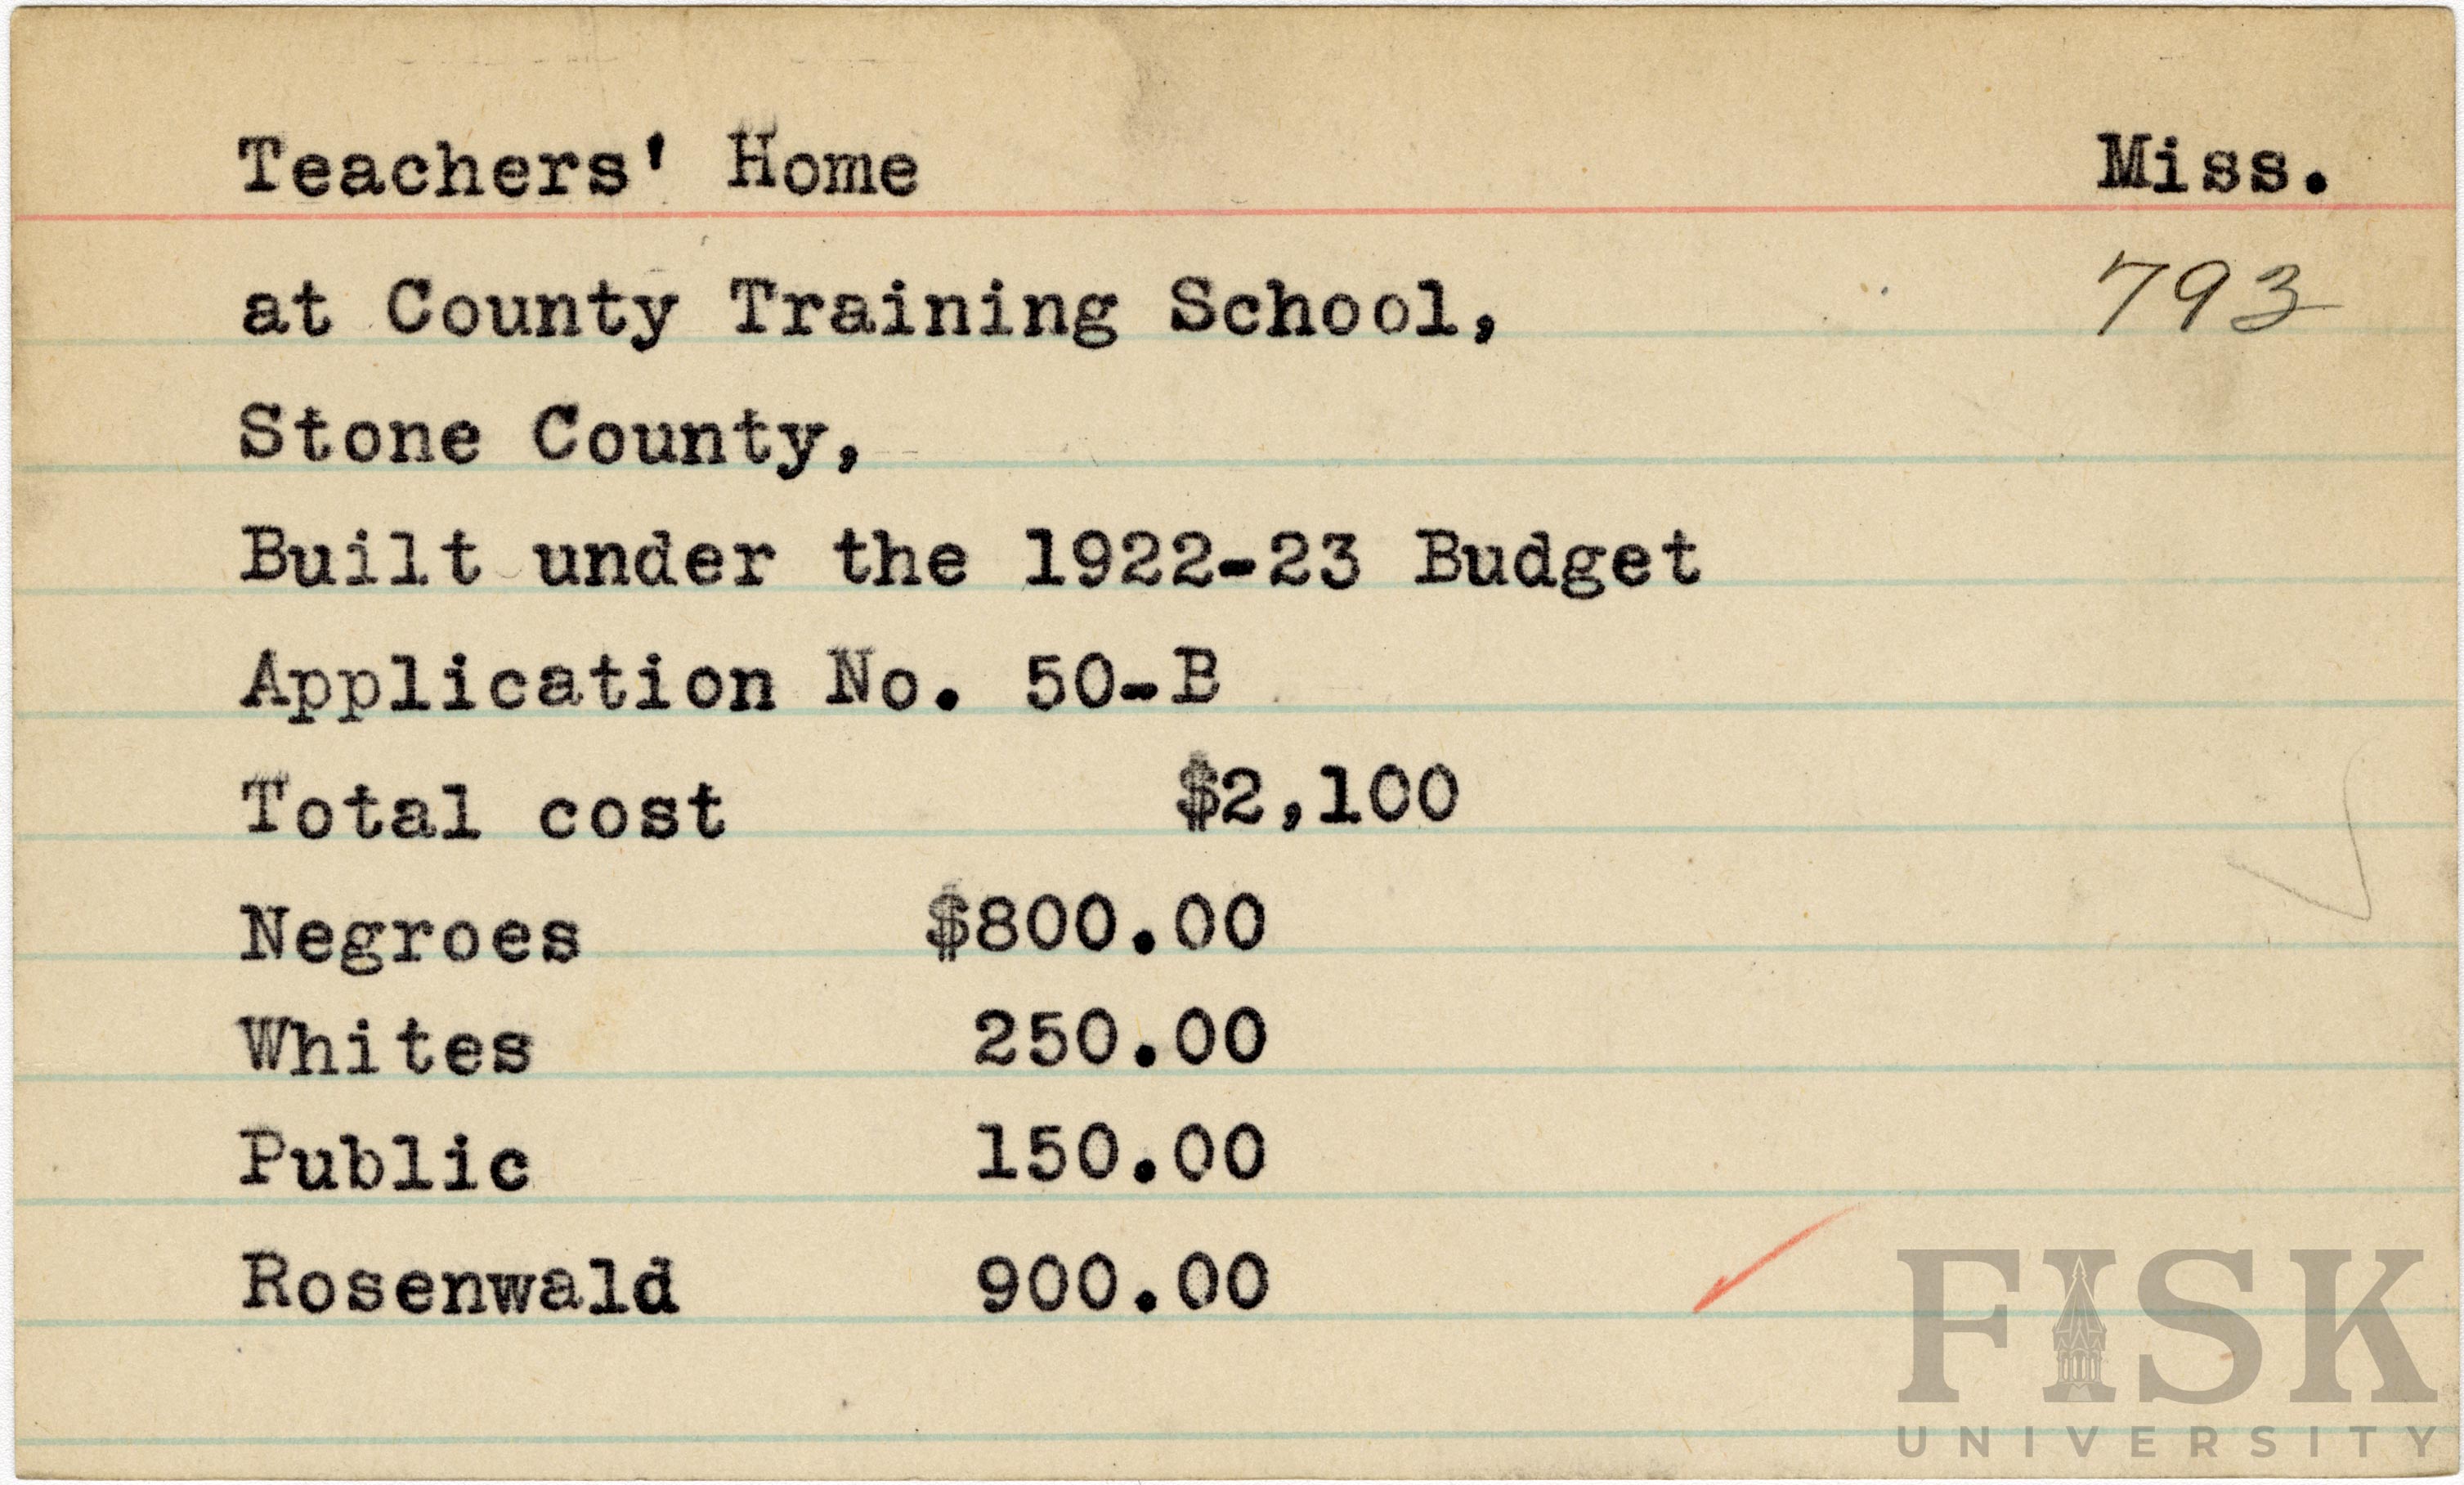 Teachers' Home Miss.
at County Training School, 793
Stone County,
Built under the 1922-23 Budget
Application No. 50-B
Total cost $2,100
Negroes $800.00
Whites 250.00
Public 150.00
Rosenwald 900.00
FISK
UNIVERSITY